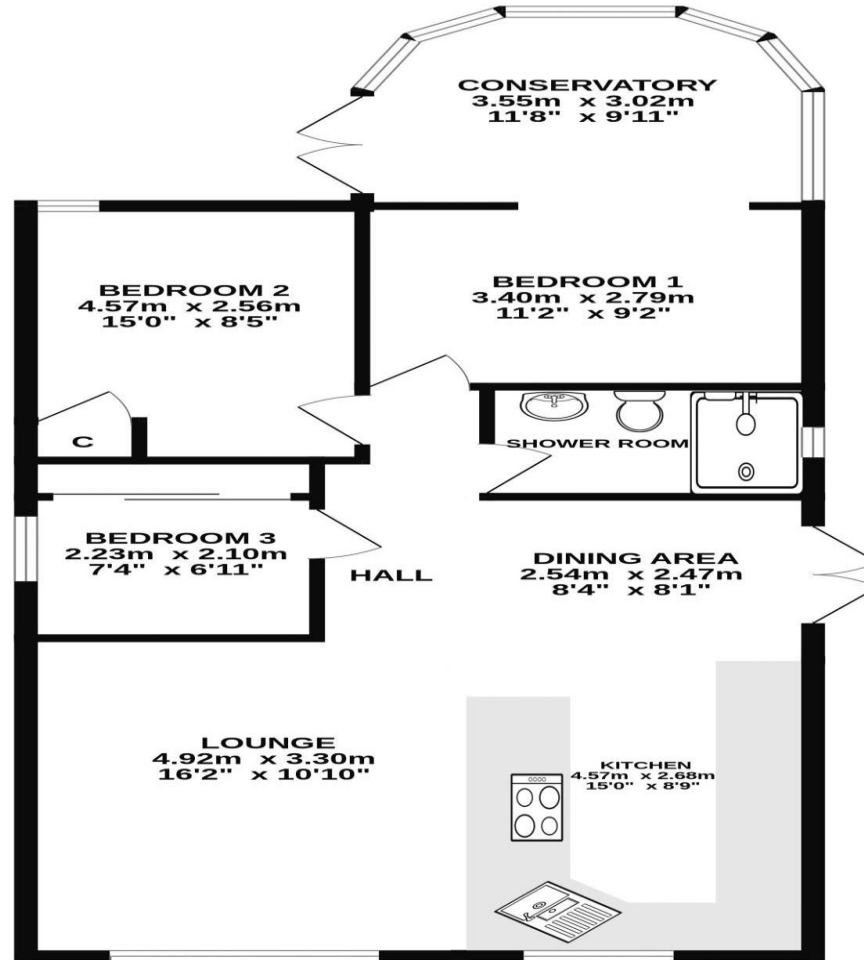 CONSERVATORY
3.55m x 3.02m
11'8" x 9'11"
BEDROOM 2
4.57m x 2.56m
15'0" x 8'5"
BEDROOM 1
3.40m x 2.79m
11'2" x 9'2"
C
SHOWER ROOM
BEDROOM 3
2.23m x 2.10m
7'4" x 6'11"
HALL
DINING AREA
2.54m x 2.47m
8'4" x 8'1"
LOUNGE
4.92m x 3.30m
16'2" x 10'10"
KITCHEN
4.57m x 2.68m
15'0" x 8'9"